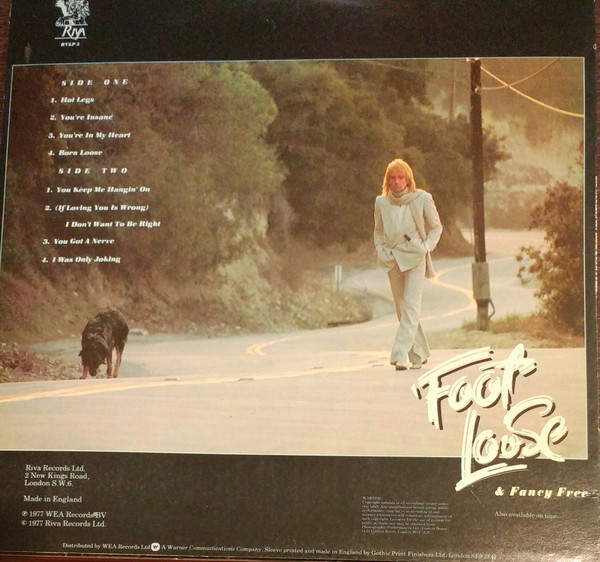 Riva
RVLP 5
SIDE ONE
1. Hot Legs
2. You're Insane
3. You're In My Heart
4. Born Loose
SIDE TWO
1. You Keep Me Hangin' On
2. (If Loving You Is Wrong)
I Don't Want To Be Right
3. You Got A Nerve
4. I Was Only Joking
Foot
Loose
& Fancy Free
Riva Records Ltd.
2 New Kings Road,
London S.W.6.
Made in England
℗ 1977 WEA Records BV
© 1977 Riva Records Ltd.
WARNING:
Also available on tape
Distributed by WEA Records Ltd. A Warner Communications Company. Sleeve printed and made in England by Gothic Print Finishers Ltd. London